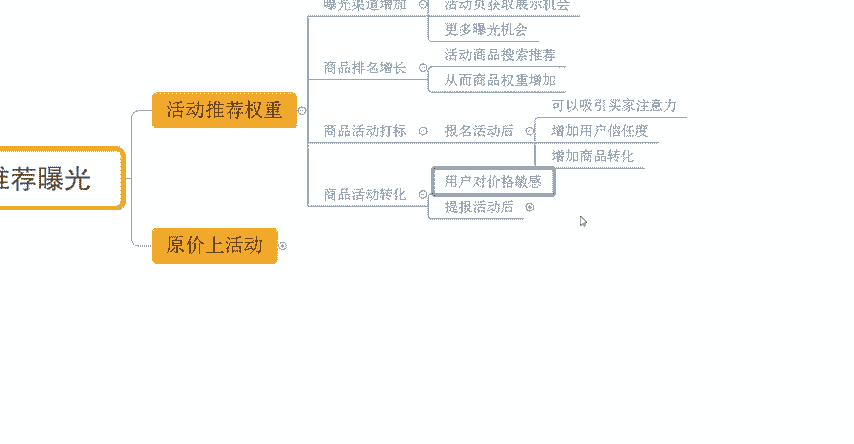 曝光渠道增加
活动页获取展示机会
更多曝光机会
商品排名增长
活动商品搜索推荐
从而商品权重增加
活动推荐权重
商品活动打标
报名活动后
可以吸引买家注意力
增加用户信任度
增加商品转化
商品活动转化
用户对价格敏感
提报活动后
推荐曝光
原价上活动